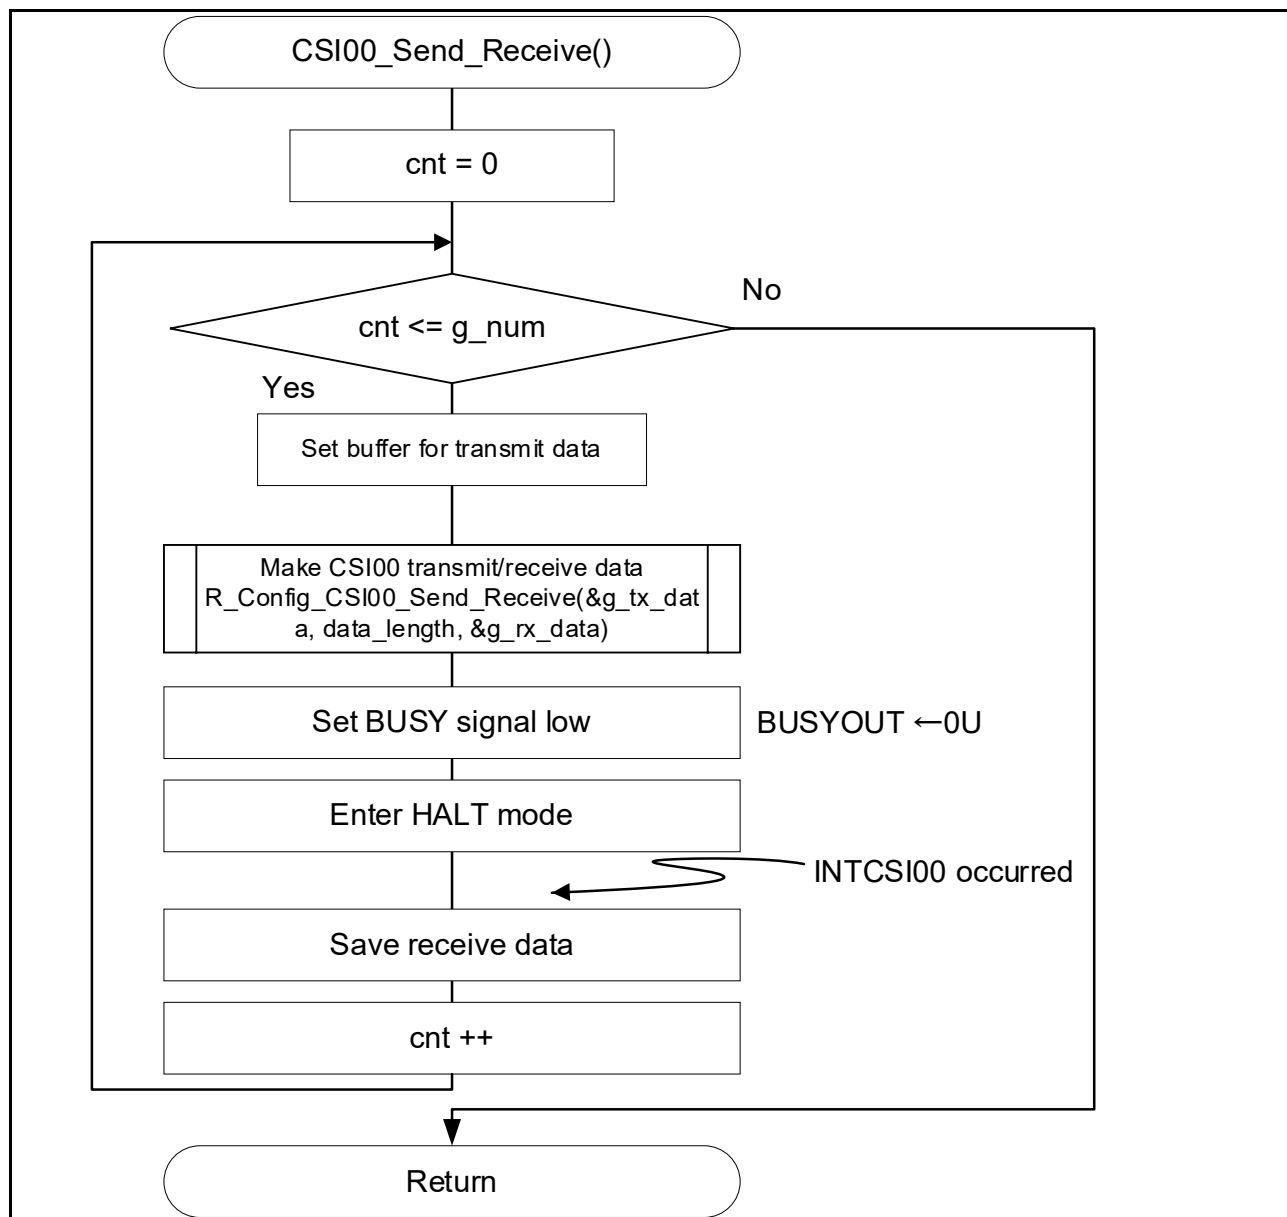 CSI00_Send_Receive()
cnt = 0
cnt <= g_num
No
Yes
Set buffer for transmit data
Make CSI00 transmit/receive data
R_Config_CSI00_Send_Receive(&g_tx_dat
a, data_length, &g_rx_data)
Set BUSY signal low
BUSYOUT ←0U
Enter HALT mode
INTCSI00 occurred
Save receive data
cnt ++
Return